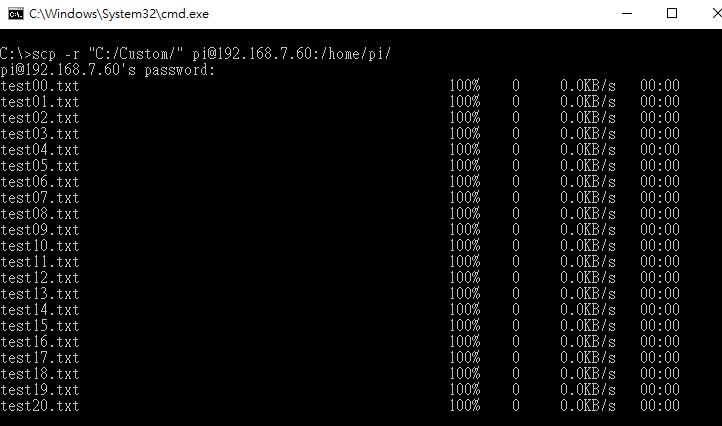 C:\Windows\System32\cmd.exe
C:\>scp -r "C:/Custom/" pi@192.168.7.60:/home/pi/
pi@192.168.7.60's password:
test00.txt 100% 0 0.0KB/s 00:00
test01.txt 100% 0 0.0KB/s 00:00
test02.txt 100% 0 0.0KB/s 00:00
test03.txt 100% 0 0.0KB/s 00:00
test04.txt 100% 0 0.0KB/s 00:00
test05.txt 100% 0 0.0KB/s 00:00
test06.txt 100% 0 0.0KB/s 00:00
test07.txt 100% 0 0.0KB/s 00:00
test08.txt 100% 0 0.0KB/s 00:00
test09.txt 100% 0 0.0KB/s 00:00
test10.txt 100% 0 0.0KB/s 00:00
test11.txt 100% 0 0.0KB/s 00:00
test12.txt 100% 0 0.0KB/s 00:00
test13.txt 100% 0 0.0KB/s 00:00
test14.txt 100% 0 0.0KB/s 00:00
test15.txt 100% 0 0.0KB/s 00:00
test16.txt 100% 0 0.0KB/s 00:00
test17.txt 100% 0 0.0KB/s 00:00
test18.txt 100% 0 0.0KB/s 00:00
test19.txt 100% 0 0.0KB/s 00:00
test20.txt 100% 0 0.0KB/s 00:00